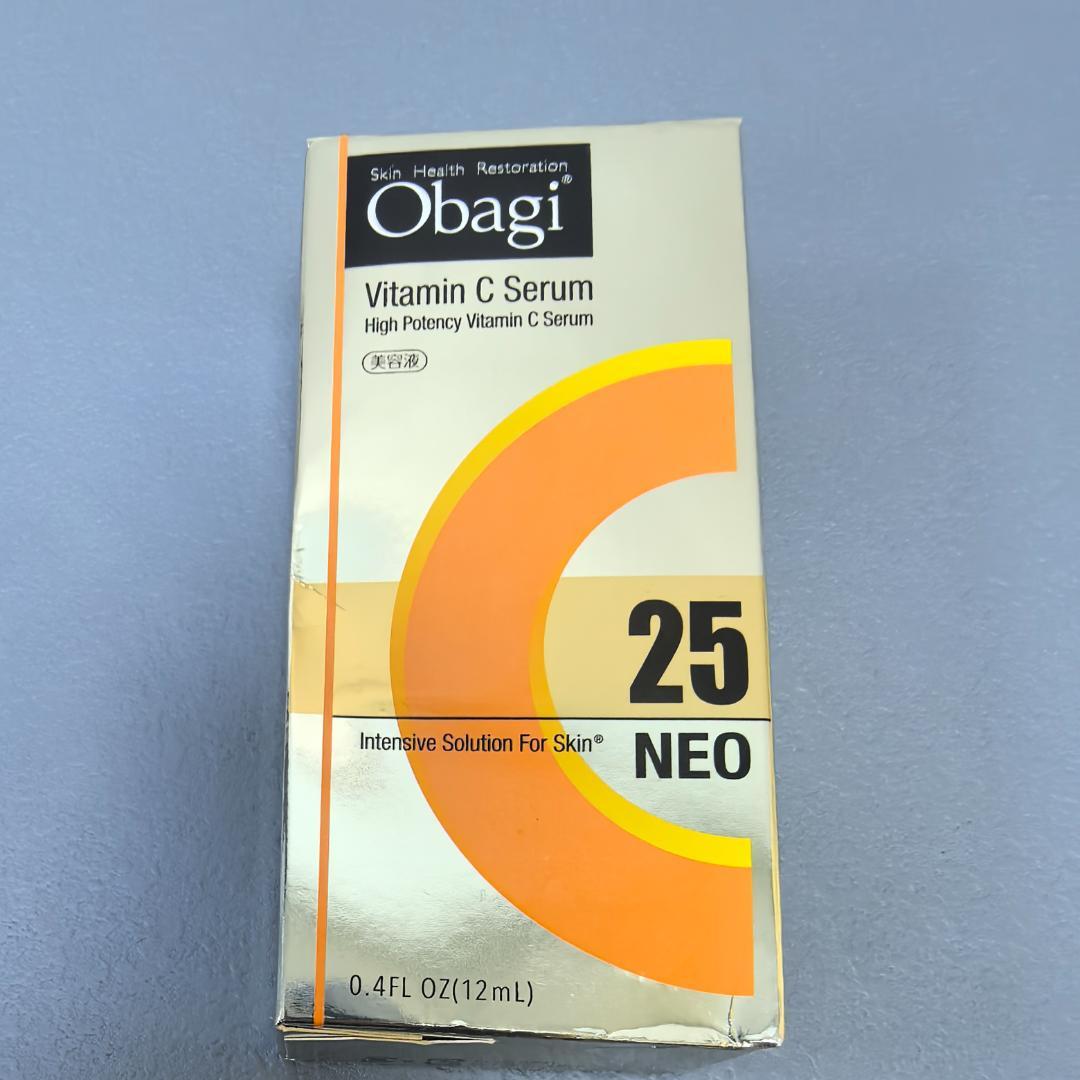 Skin Health Restoration
Obagi®
Vitamin C Serum
High Potency Vitamin C Serum
美容液
25
Intensive Solution For Skin®
NEO
0.4FL OZ(12mL)